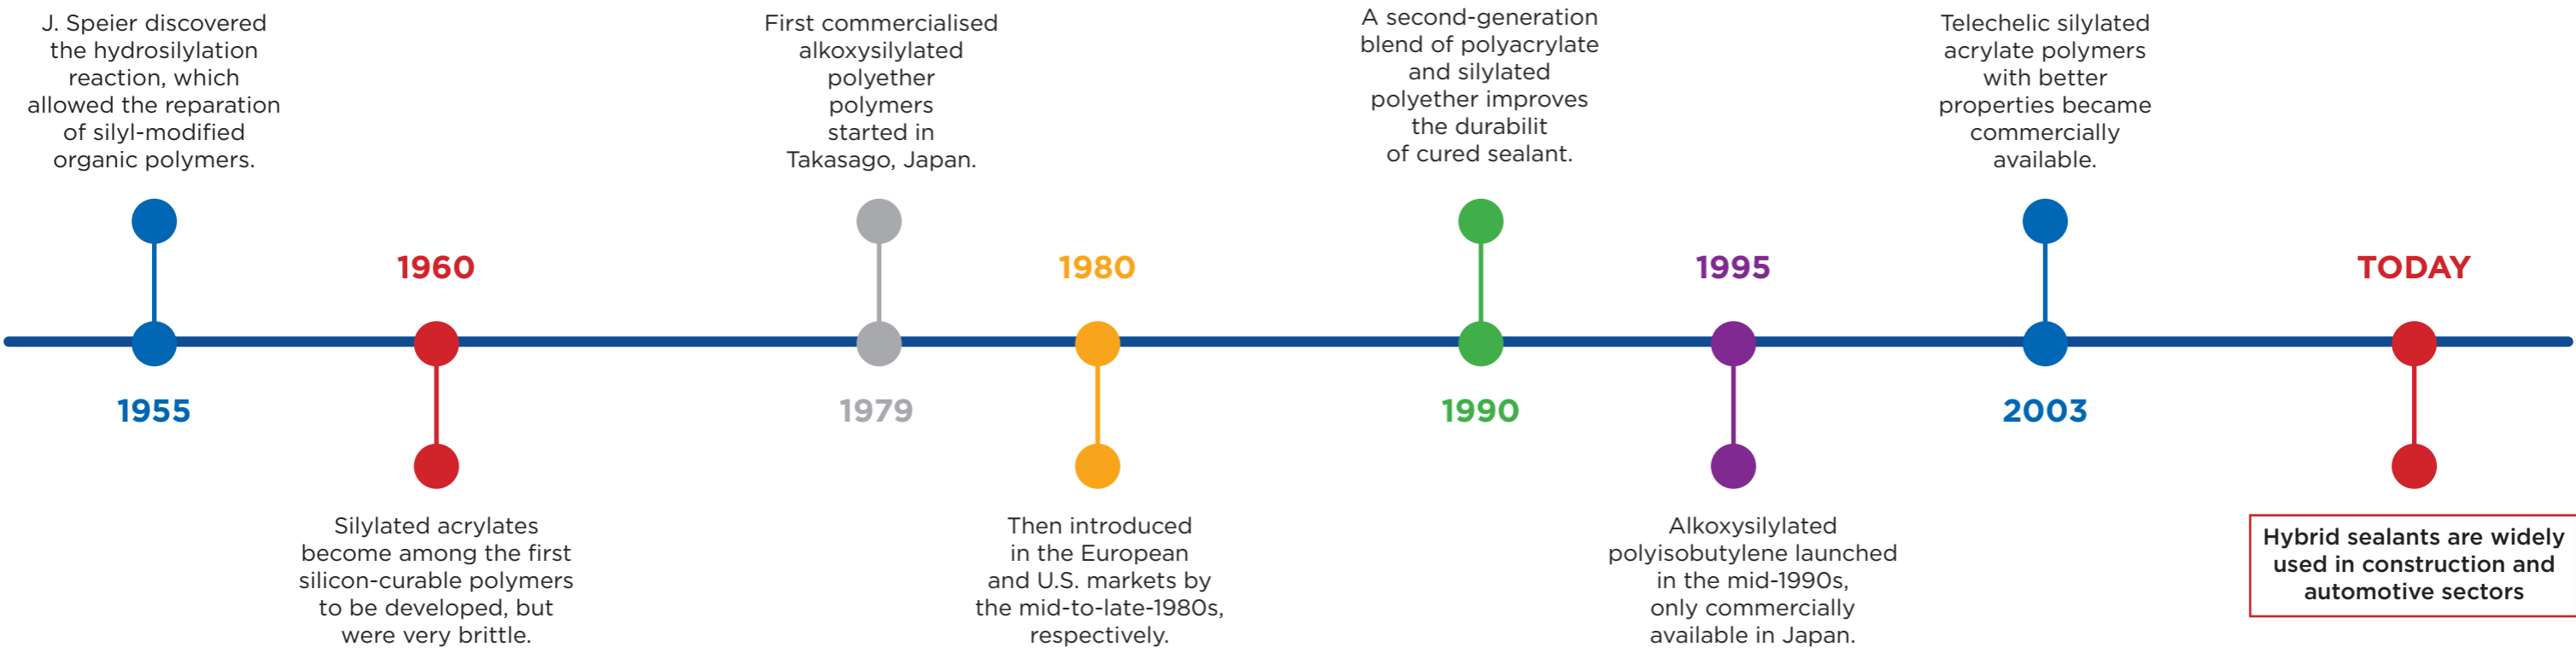 J. Speier discovered
the hydrosilylation
reaction, which
allowed the reparation
of silyl-modified
organic polymers.
1955
1960
Silylated acrylates
become among the first
silicon-curable polymers
to be developed, but
were very brittle.
First commercialised
alkoxysilylated
polyether
polymers
started in
Takasago, Japan.
1979
1980
Then introduced
in the European
and U.S. markets by
the mid-to-late-1980s,
respectively.
A second-generation
blend of polyacrylate
and silylated
polyether improves
the durabilit
of cured sealant.
1990
1995
Alkoxysilylated
polyisobutylene launched
in the mid-1990s,
only commercially
available in Japan.
Telechelic silylated
acrylate polymers
with better
properties became
commercially
available.
2003
TODAY
Hybrid sealants are widely
used in construction and
automotive sectors